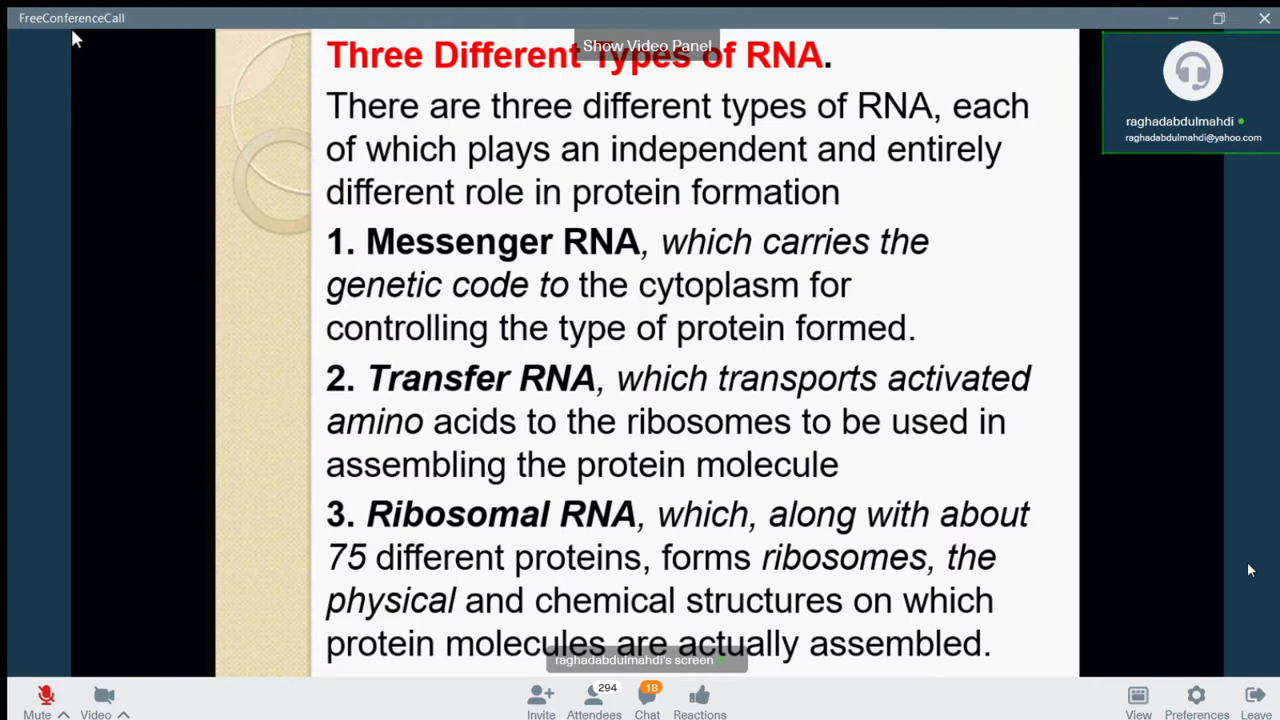 FreeConferenceCall
Show Video Panel
Three Different Types of RNA.
There are three different types of RNA, each
of which plays an independent and entirely
different role in protein formation
1. Messenger RNA, which carries the
genetic code to the cytoplasm for
controlling the type of protein formed.
2. Transfer RNA, which transports activated
amino acids to the ribosomes to be used in
assembling the protein molecule
3. Ribosomal RNA, which, along with about
75 different proteins, forms ribosomes, the
physical and chemical structures on which
protein molecules are actually assembled.
raghadabdulmahdi
raghadabdulmahdi@yahoo.com
raghadabdulmahdi's screen
294
18
Mute
Video
Invite
Attendees
Chat
Reactions
View
Preferences
Leave